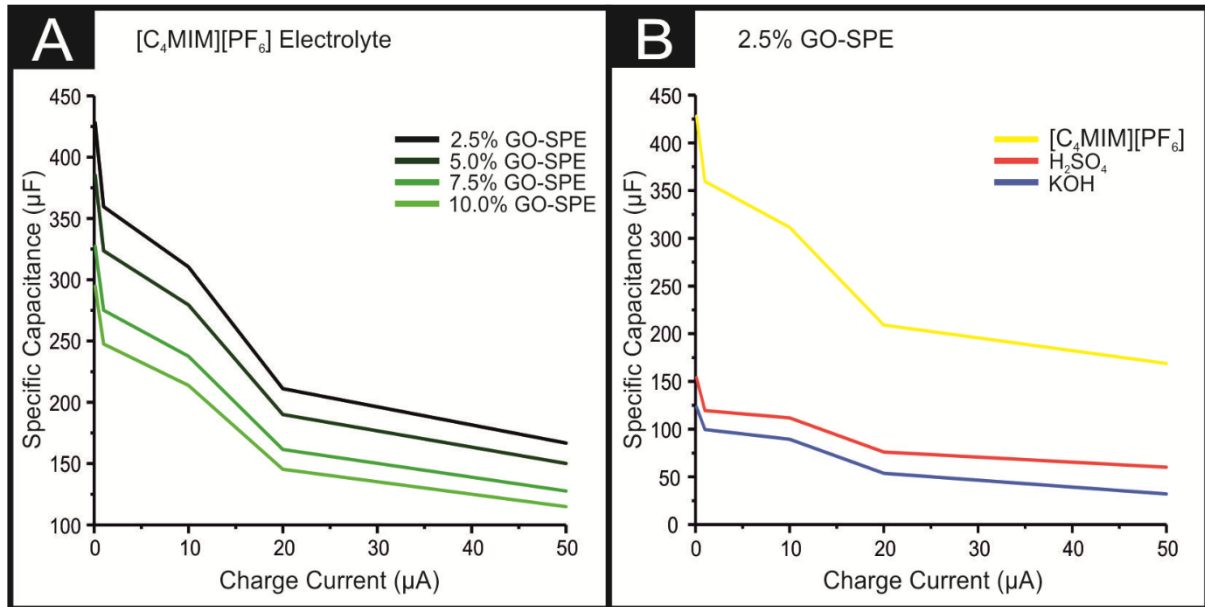 A
[C₄MIM][PF₆] Electrolyte
450
400
350
300
250
200
150
100
Specific Capacitance (µF)
2.5% GO-SPE
5.0% GO-SPE
7.5% GO-SPE
10.0% GO-SPE
0 10 20 30 40 50
Charge Current (µA)
B
2.5% GO-SPE
450
400
350
300
250
200
150
100
50
0
Specific Capacitance (µF)
[C₄MIM][PF₆]
H₂SO₄
KOH
0 10 20 30 40 50
Charge Current (µA)